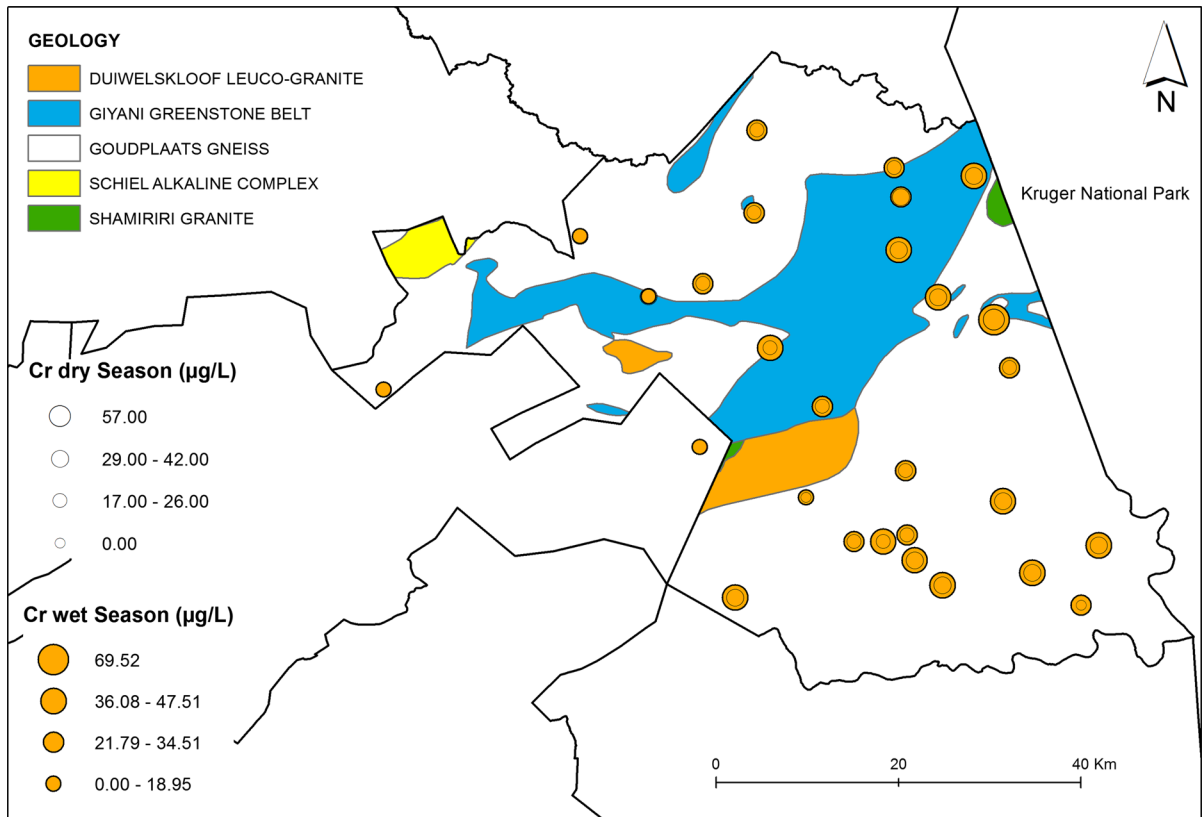 GEOLOGY
DUIWELSKLOOF LEUCO-GRANITE
GIYANI GREENSTONE BELT
GOUDPLAATS GNEISS
SCHIEL ALKALINE COMPLEX
SHAMIRIRI GRANITE
N
Kruger National Park
Cr dry Season (µg/L)
57.00
29.00 - 42.00
17.00 - 26.00
0.00
Cr wet Season (µg/L)
69.52
36.08 - 47.51
21.79 - 34.51
0.00 - 18.95
0 20 40 Km